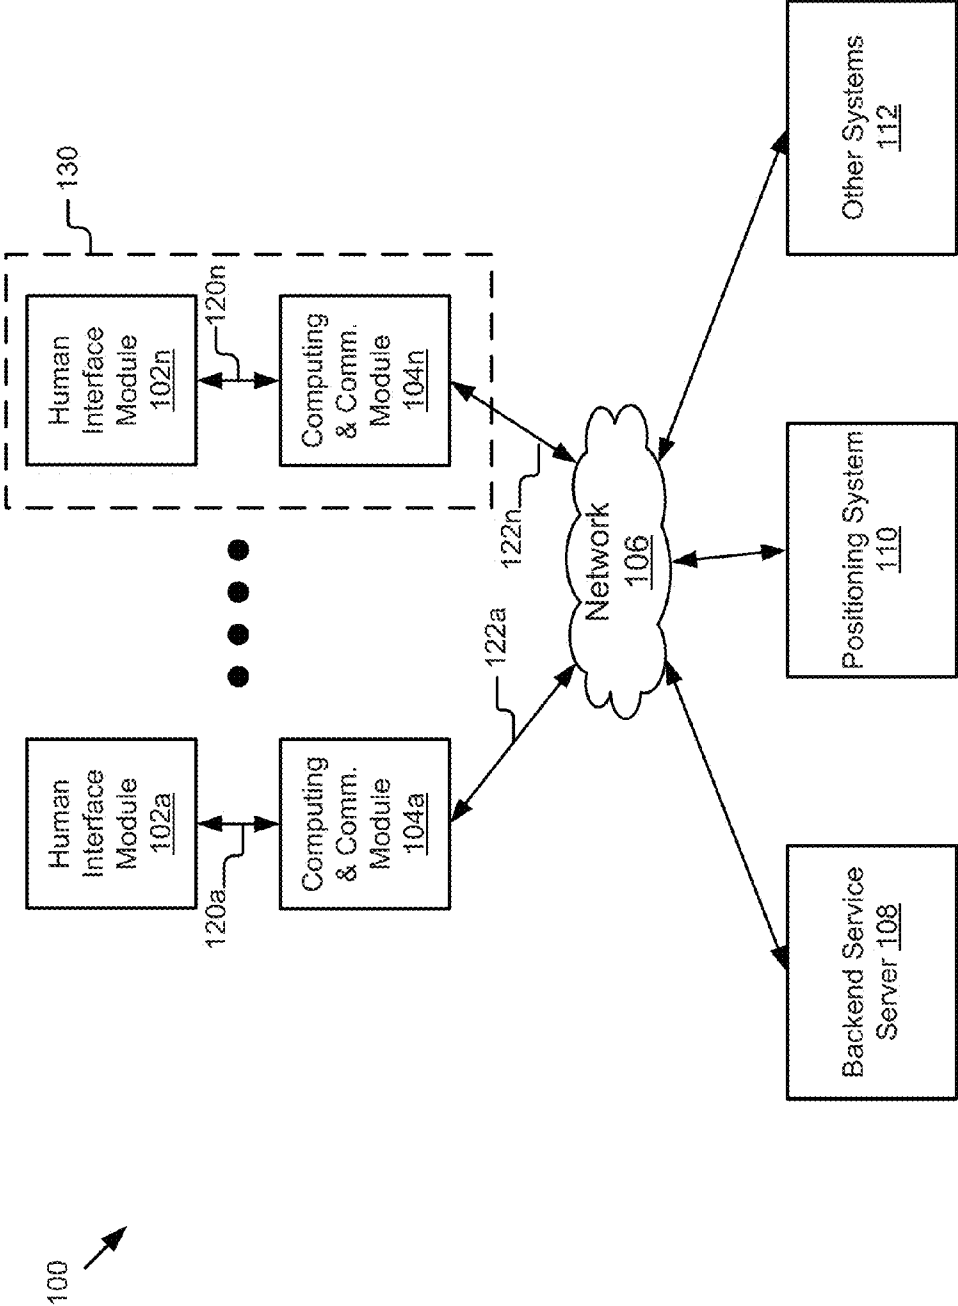 100
Human
Interface
Module
102a
120a
Computing
& Comm.
Module
104a
122a
Human
Interface
Module
102n
120n
Computing
& Comm.
Module
104n
122n
130
Network
106
Backend Service
Server 108
Positioning System
110
Other Systems
112